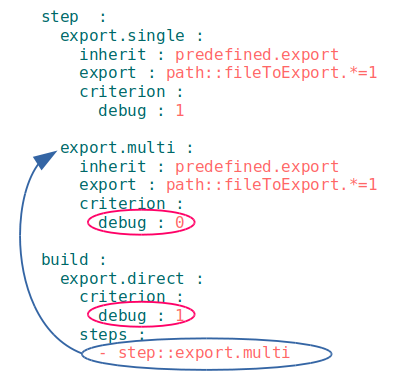 step  :
  export.single :
    inherit : predefined.export
    export : path::fileToExport.*=1
    criterion :
      debug : 1
  export.multi :
    inherit : predefined.export
    export : path::fileToExport.*=1
    criterion :
      debug : 0
build :
  export.direct :
    criterion :
      debug : 1
    steps :
      - step::export.multi